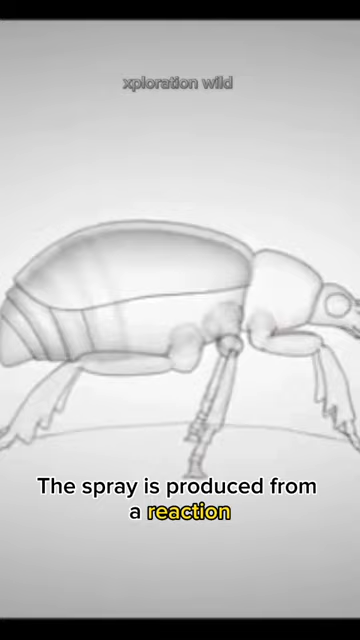 xploration wild
The spray is produced from
a reaction